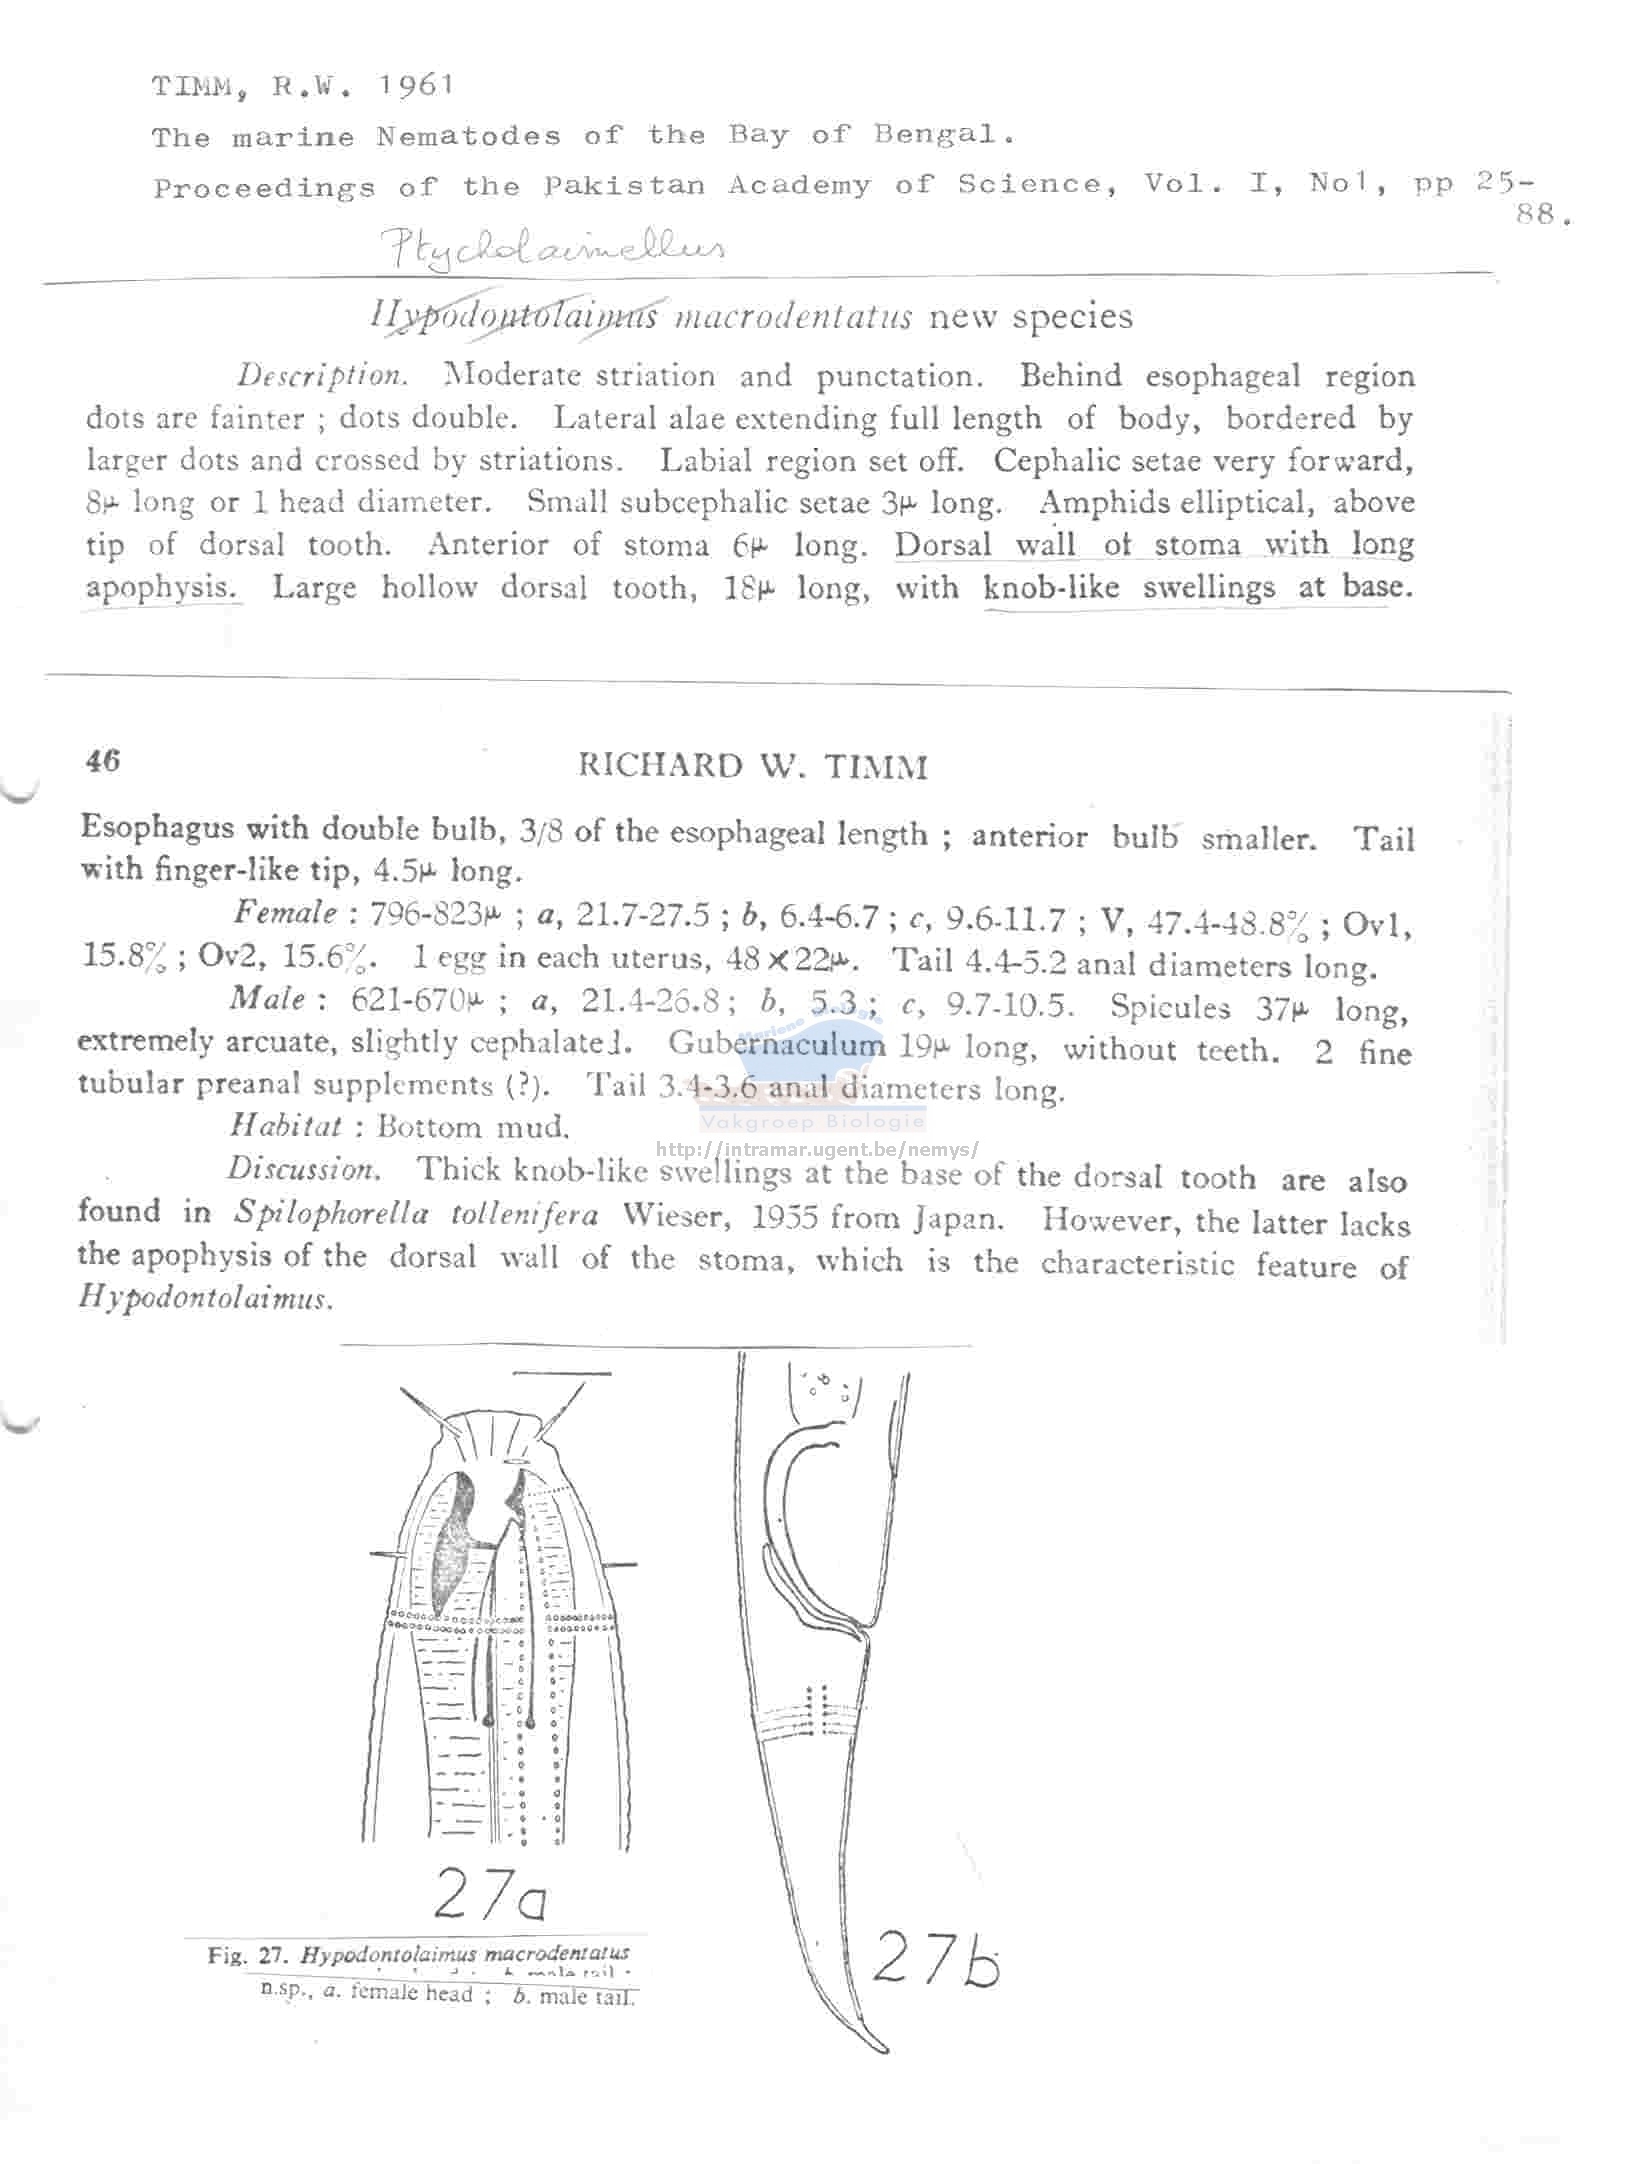 TIMM, R.W. 1961
The marine Nematodes of the Bay of Bengal.
Proceedings of the Pakistan Academy of Science, Vol. I, No1, pp 25-
88.
Ptycholaimellus
Hypodontolaimus macrodentatus new species
Description. Moderate striation and punctation. Behind esophageal region
dots are fainter ; dots double. Lateral alae extending full length of body, bordered by
larger dots and crossed by striations. Labial region set off. Cephalic setae very forward,
8µ long or 1 head diameter. Small subcephalic setae 3µ long. Amphids elliptical, above
tip of dorsal tooth. Anterior of stoma 6µ long. Dorsal wall of stoma with long
apophysis. Large hollow dorsal tooth, 18µ long, with knob-like swellings at base.
46 RICHARD W. TIMM
Esophagus with double bulb, 3/8 of the esophageal length ; anterior bulb smaller. Tail
with finger-like tip, 4.5µ long.
Female : 796-823µ ; a, 21.7-27.5 ; b, 6.4-6.7 ; c, 9.6-11.7 ; V, 47.4-48.8% ; Ov1,
15.8% ; Ov2, 15.6%. 1 egg in each uterus, 48×22µ. Tail 4.4-5.2 anal diameters long.
Male : 621-670µ ; a, 21.4-26.8 ; b, 5.3 ; c, 9.7-10.5. Spicules 37µ long,
extremely arcuate, slightly cephalated. Gubernaculum 19µ long, without teeth. 2 fine
tubular preanal supplements (?). Tail 3.4-3.6 anal diameters long.
Habitat : Bottom mud.
Discussion. Thick knob-like swellings at the base of the dorsal tooth are also
found in Spilophorella tollenifera Wieser, 1955 from Japan. However, the latter lacks
the apophysis of the dorsal wall of the stoma, which is the characteristic feature of
Hypodontolaimus.
Mariene Biologie
Vakgroep Biologie
http://intramar.ugent.be/nemys/
27a
27b
Fig. 27. Hypodontolaimus macrodentatus
n.sp., a. female head ; b. male tail.